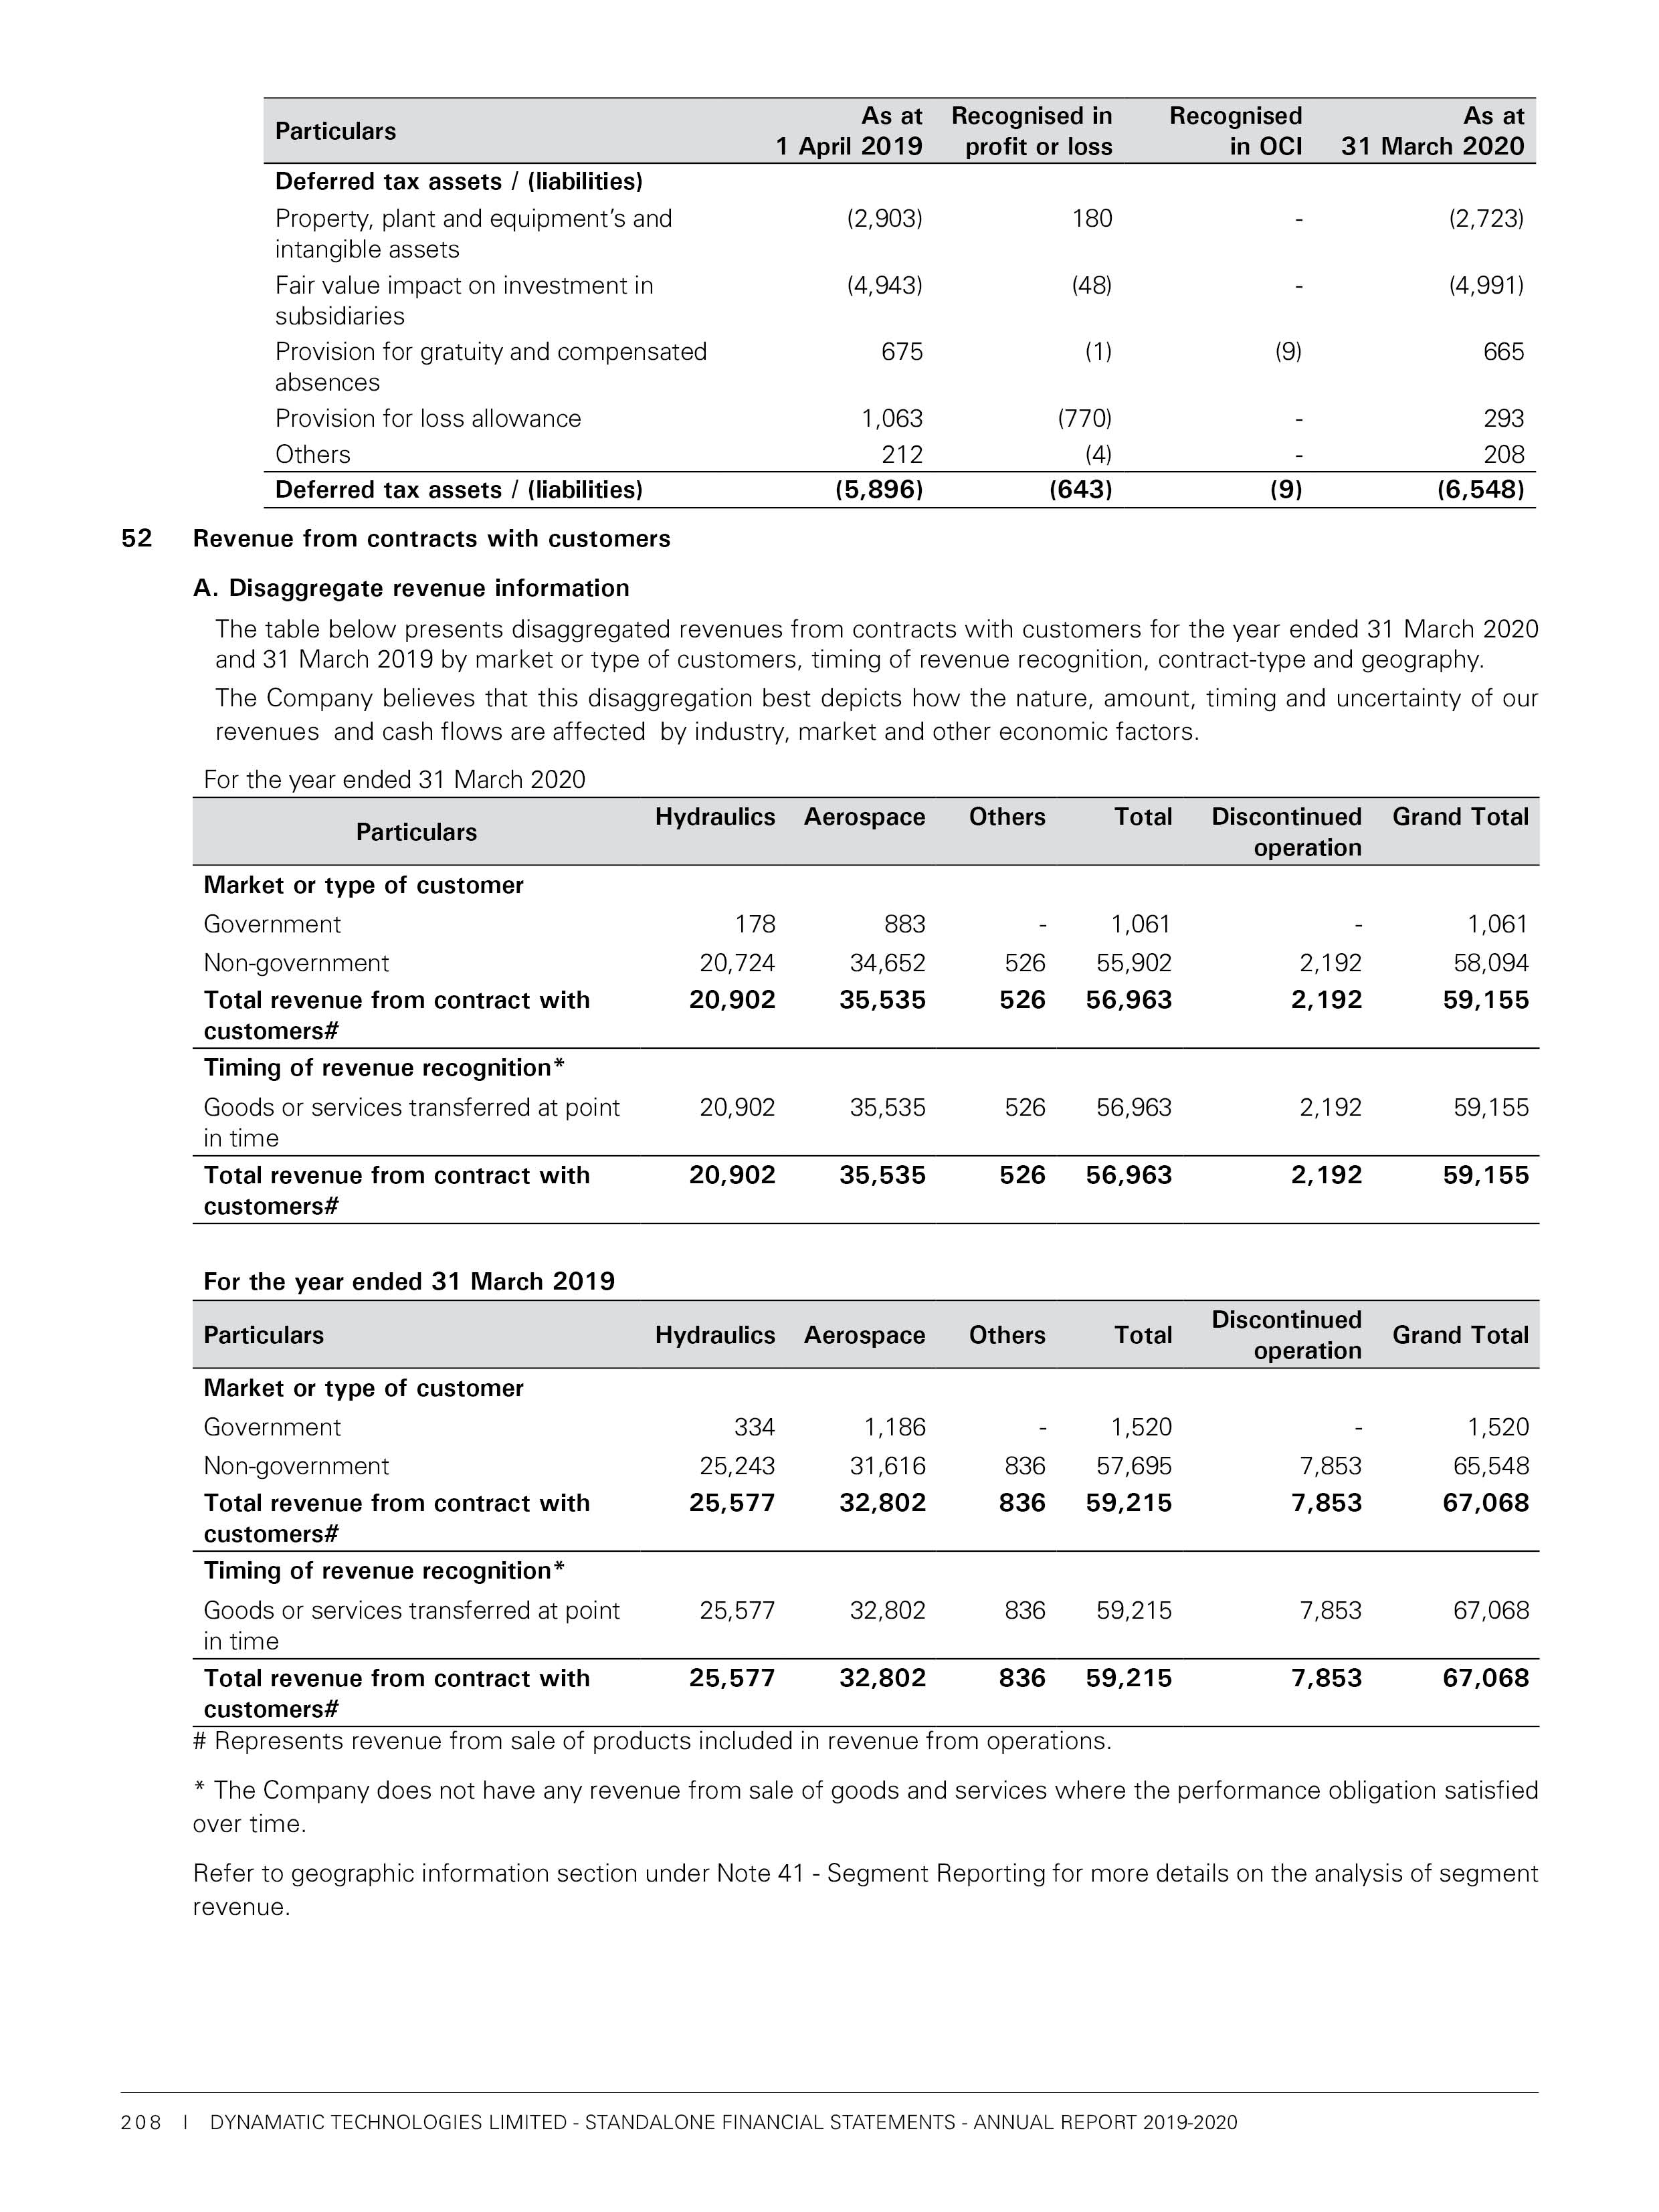 Particulars As at 1 April 2019 Recognised in profit or loss Recognised in OCI As at 31 March 2020
Deferred tax assets / (liabilities)
Property, plant and equipment’s and (2,903) 180 - (2,723)
intangible assets
Fair value impact on investment in (4,943) (48) - (4,991)
subsidiaries
Provision for gratuity and compensated 675 (1) (9) 665
absences
Provision for loss allowance 1,063 (770) - 293
Others 212 (4) - 208
Deferred tax assets / (liabilities) (5,896) (643) (9) (6,548)
52 Revenue from contracts with customers
A. Disaggregate revenue information
The table below presents disaggregated revenues from contracts with customers for the year ended 31 March 2020
and 31 March 2019 by market or type of customers, timing of revenue recognition, contract-type and geography.
The Company believes that this disaggregation best depicts how the nature, amount, timing and uncertainty of our
revenues and cash flows are affected by industry, market and other economic factors.
For the year ended 31 March 2020
Particulars Hydraulics Aerospace Others Total Discontinued operation Grand Total
Market or type of customer
Government 178 883 - 1,061 - 1,061
Non-government 20,724 34,652 526 55,902 2,192 58,094
Total revenue from contract with 20,902 35,535 526 56,963 2,192 59,155
customers#
Timing of revenue recognition*
Goods or services transferred at point 20,902 35,535 526 56,963 2,192 59,155
in time
Total revenue from contract with 20,902 35,535 526 56,963 2,192 59,155
customers#
For the year ended 31 March 2019
Particulars Hydraulics Aerospace Others Total Discontinued operation Grand Total
Market or type of customer
Government 334 1,186 - 1,520 - 1,520
Non-government 25,243 31,616 836 57,695 7,853 65,548
Total revenue from contract with 25,577 32,802 836 59,215 7,853 67,068
customers#
Timing of revenue recognition*
Goods or services transferred at point 25,577 32,802 836 59,215 7,853 67,068
in time
Total revenue from contract with 25,577 32,802 836 59,215 7,853 67,068
customers#
# Represents revenue from sale of products included in revenue from operations.
* The Company does not have any revenue from sale of goods and services where the performance obligation satisfied
over time.
Refer to geographic information section under Note 41 - Segment Reporting for more details on the analysis of segment
revenue.
208 I DYNAMATIC TECHNOLOGIES LIMITED - STANDALONE FINANCIAL STATEMENTS - ANNUAL REPORT 2019-2020